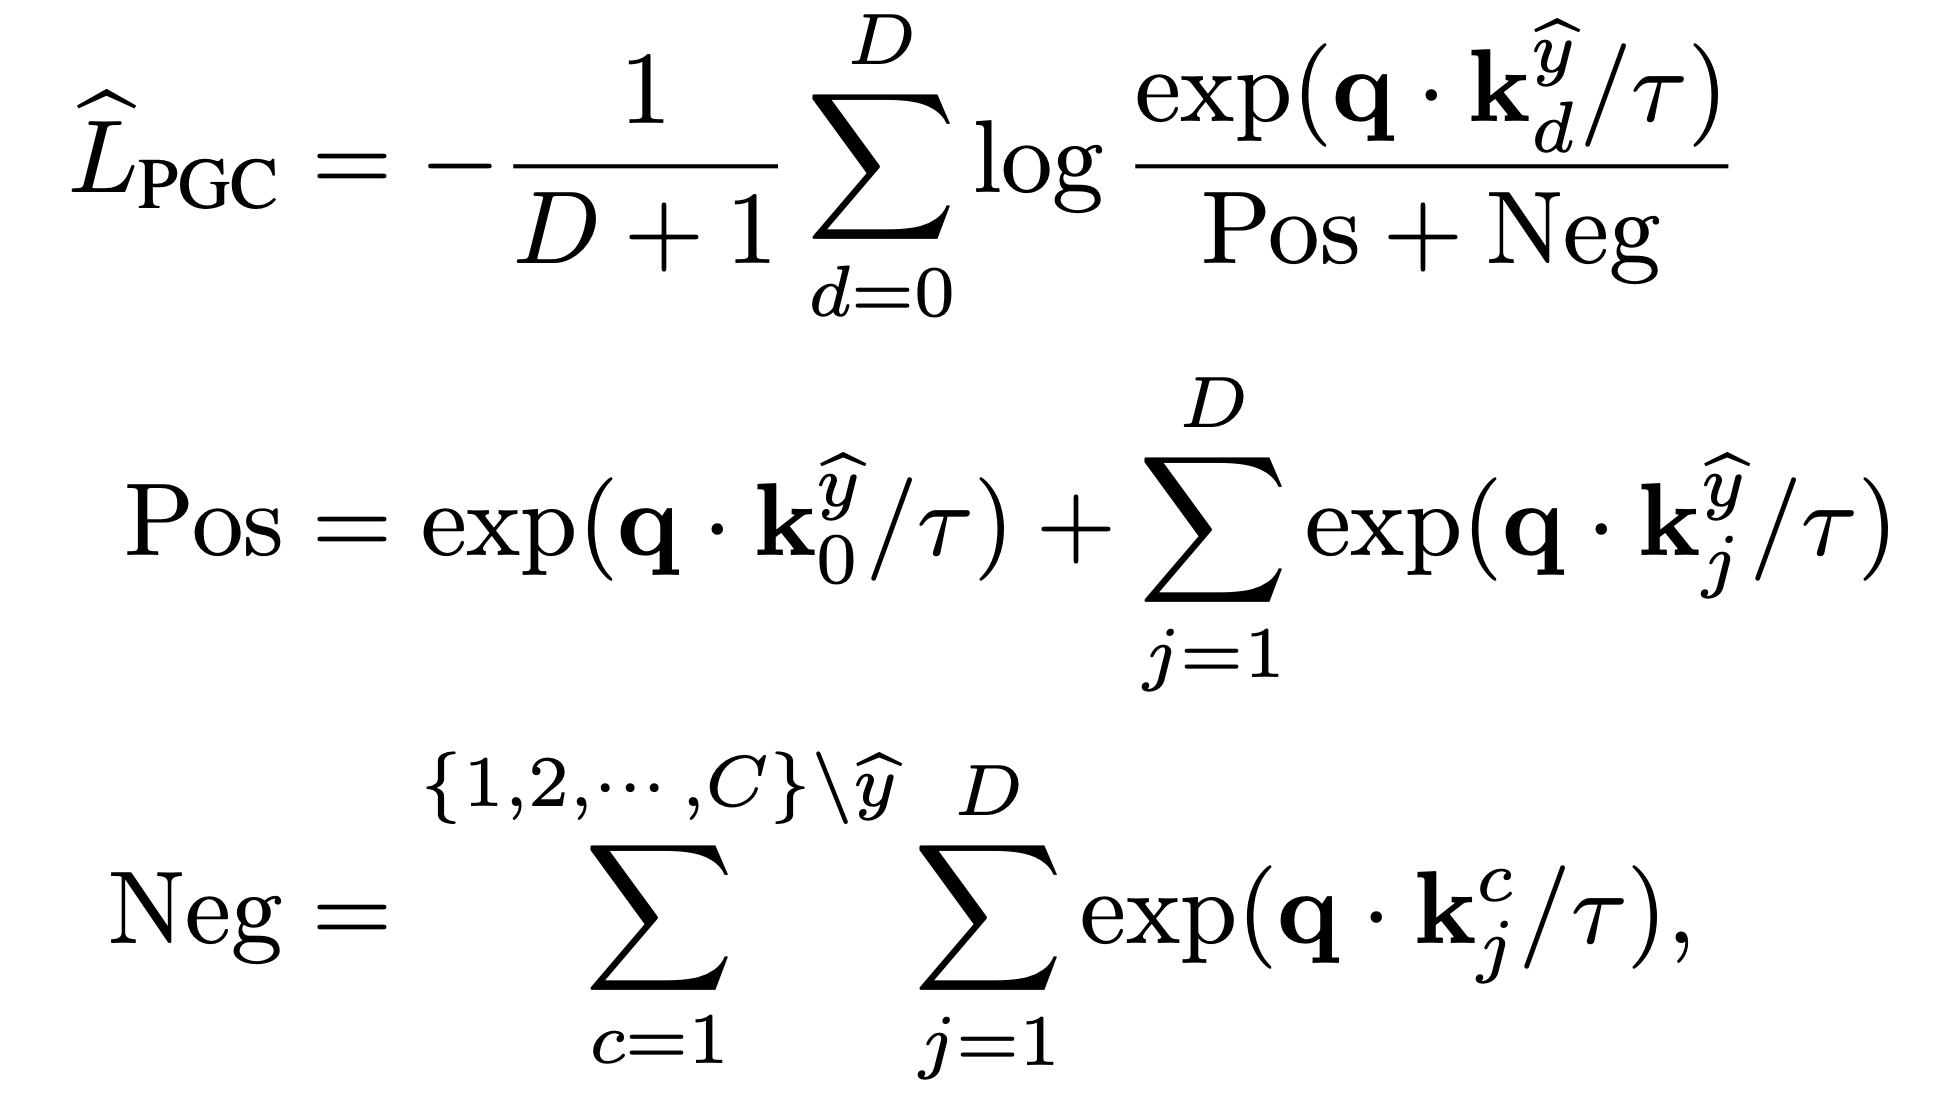 \widehat{L}_{\text{PGC}} = -\frac{1}{D+1} \sum_{d=0}^{D} \log \frac{\exp(\mathbf{q} \cdot \mathbf{k}_d^{\widehat{y}} / \tau)}{\text{Pos} + \text{Neg}}
\text{Pos} = \exp(\mathbf{q} \cdot \mathbf{k}_0^{\widehat{y}} / \tau) + \sum_{j=1}^{D} \exp(\mathbf{q} \cdot \mathbf{k}_j^{\widehat{y}} / \tau)
\text{Neg} = \sum_{c=1}^{\{1,2,\cdots,C\} \backslash \widehat{y}} \sum_{j=1}^{D} \exp(\mathbf{q} \cdot \mathbf{k}_j^{c} / \tau),